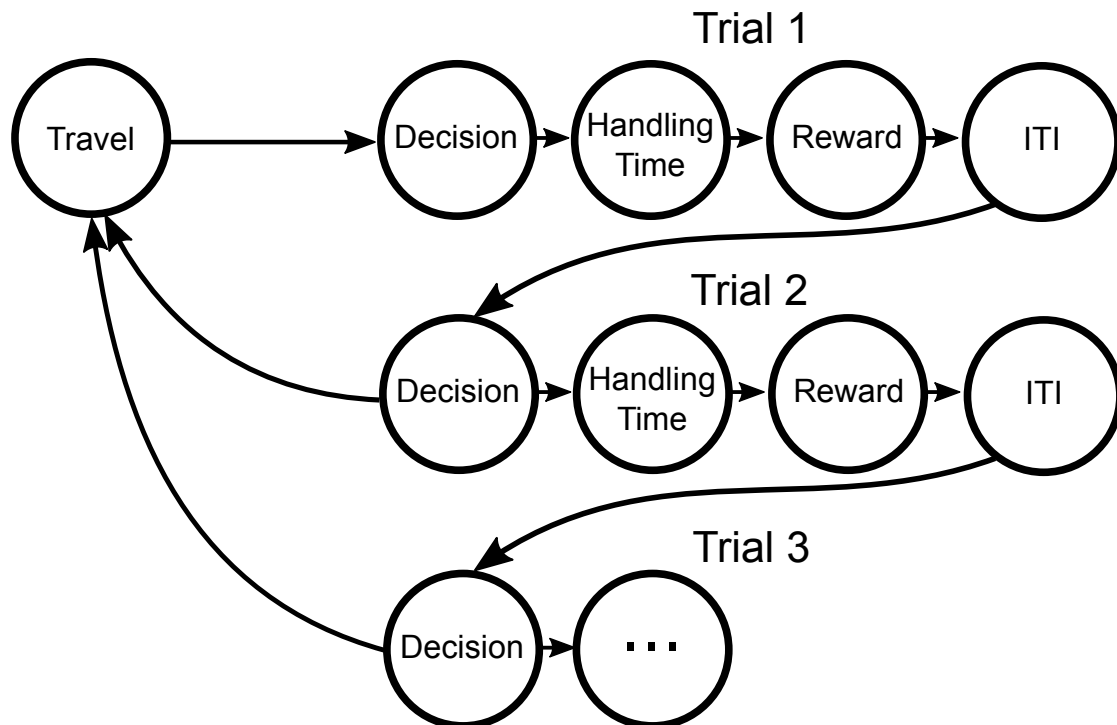 Trial 1
Travel
Decision
Handling
Time
Reward
ITI
Trial 2
Decision
Handling
Time
Reward
ITI
Trial 3
Decision
...